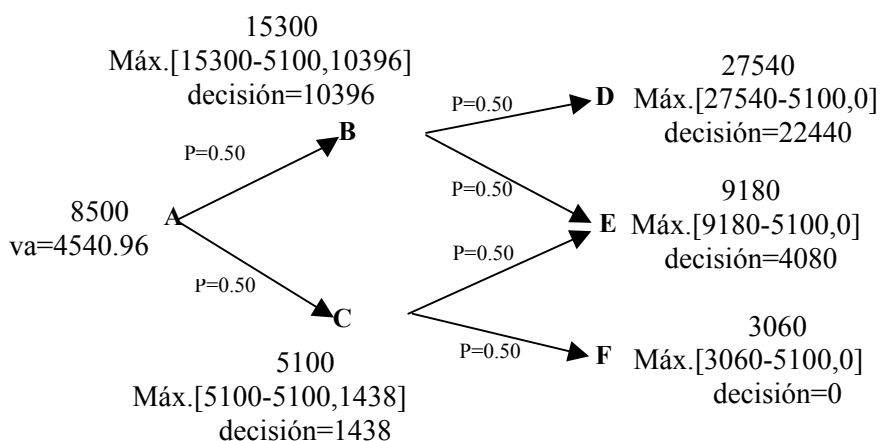 15300
Máx.[15300-5100,10396]
decisión=10396
B
P=0.50
8500
va=4540.96
A
P=0.50
C
5100
Máx.[5100-5100,1438]
decisión=1438
P=0.50
D
27540
Máx.[27540-5100,0]
decisión=22440
P=0.50
E
9180
Máx.[9180-5100,0]
decisión=4080
P=0.50
P=0.50
F
3060
Máx.[3060-5100,0]
decisión=0